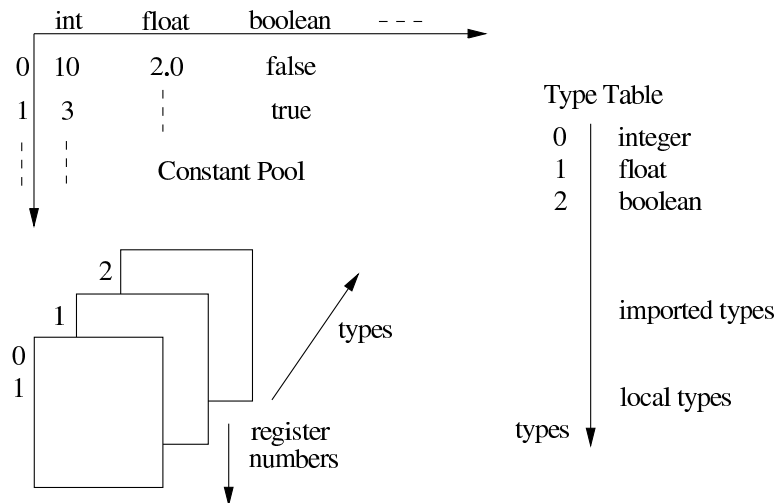 int float boolean
0 10 2.0 false
1 3 true
Constant Pool
Type Table
0 integer
1 float
2 boolean
imported types
local types
types
2
1
0
1
types
register
numbers